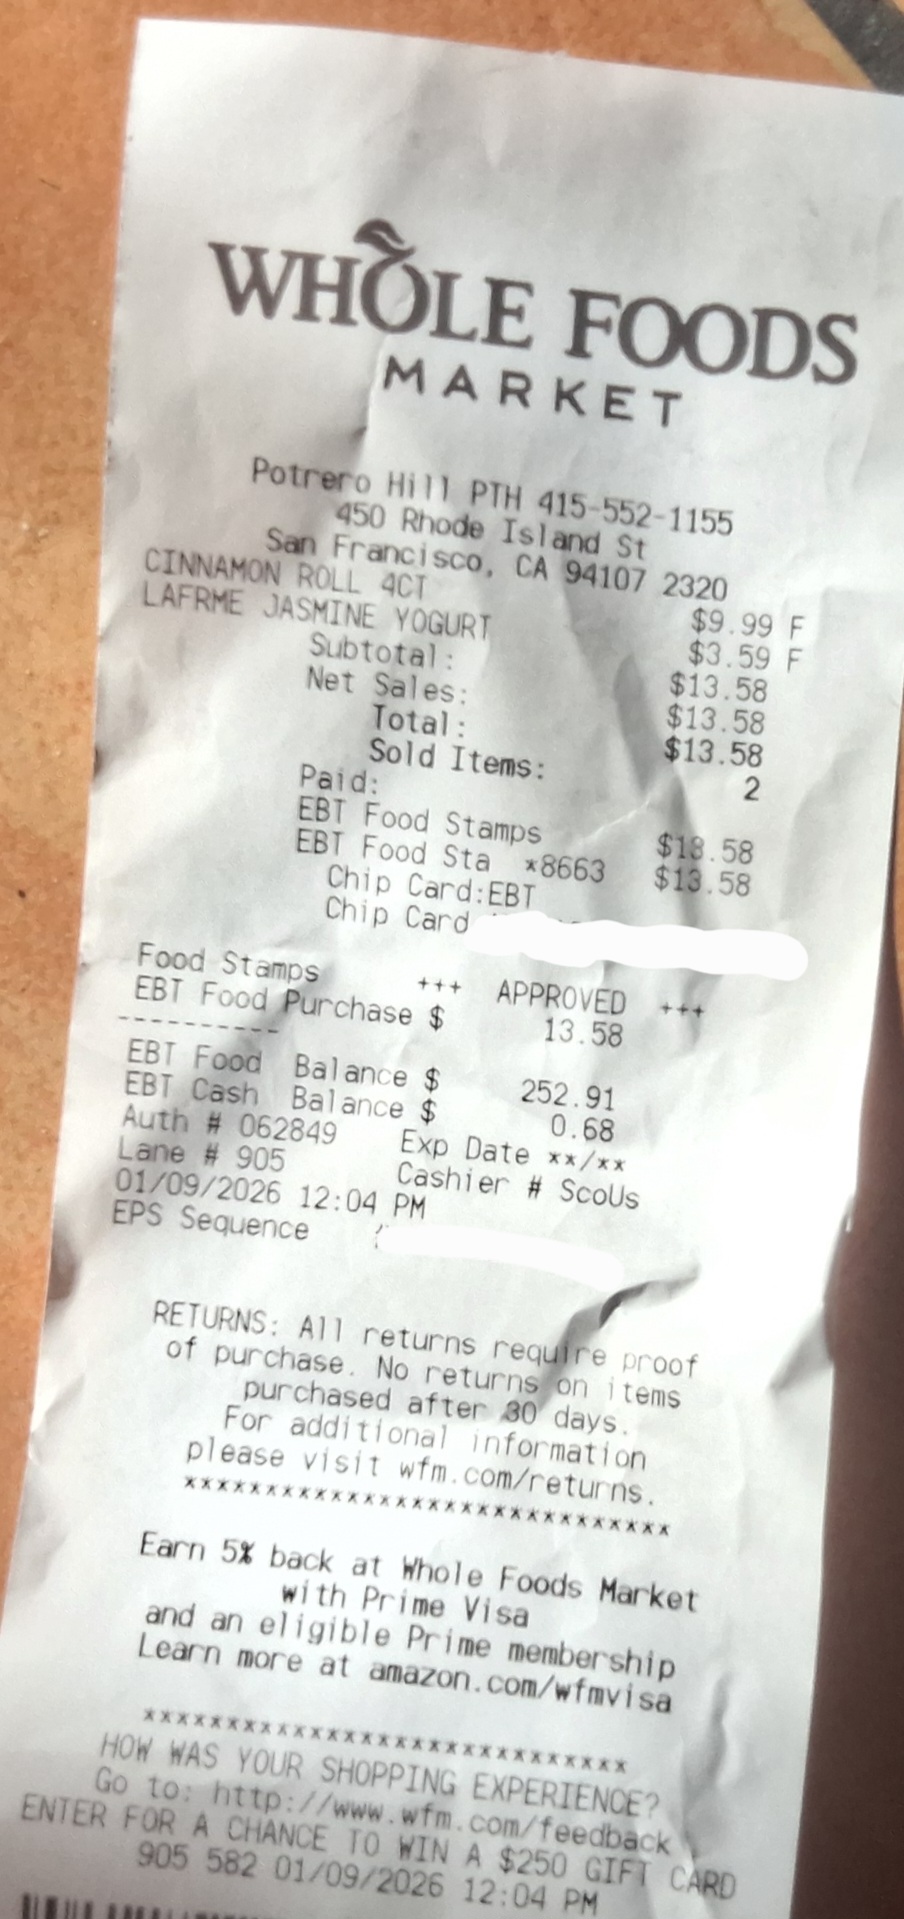 WHOLE FOODS
MARKET
Potrero Hill PTH 415-552-1155
450 Rhode Island St
San Francisco, CA 94107 2320
CINNAMON ROLL 4CT $9.99 F
LAFRME JASMINE YOGURT $3.59 F
Subtotal: $13.58
Net Sales: $13.58
Total: $13.58
Sold Items: 2
Paid:
EBT Food Stamps $13.58
EBT Food Sta *8663 $13.58
Chip Card:EBT
Chip Card
Food Stamps +++ APPROVED +++
EBT Food Purchase $ 13.58
----------
EBT Food Balance $ 252.91
EBT Cash Balance $ 0.68
Auth # 062849 Exp Date **/**
Lane # 905 Cashier # ScoUs
01/09/2026 12:04 PM
EPS Sequence
RETURNS: All returns require proof
of purchase. No returns on items
purchased after 30 days.
For additional information
please visit wfm.com/returns.
*******************************
Earn 5% back at Whole Foods Market
with Prime Visa
and an eligible Prime membership
Learn more at amazon.com/wfmvisa
*******************************
HOW WAS YOUR SHOPPING EXPERIENCE?
Go to: http://www.wfm.com/feedback
ENTER FOR A CHANCE TO WIN A $250 GIFT CARD
905 582 01/09/2026 12:04 PM